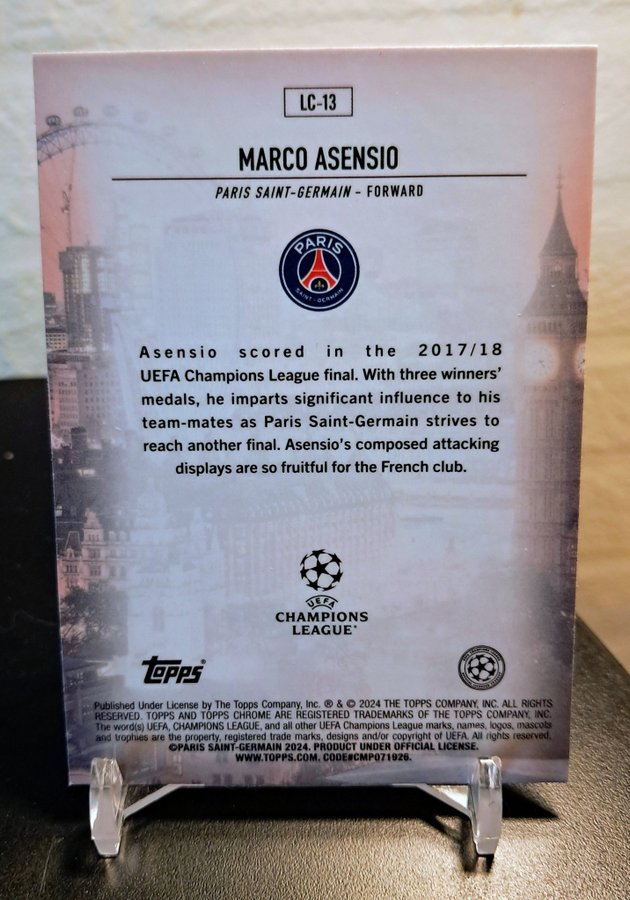 LC-13
MARCO ASENSIO
PARIS SAINT-GERMAIN - FORWARD
PARIS
SAINT-GERMAIN
Asensio scored in the 2017/18
UEFA Champions League final. With three winners'
medals, he imparts significant influence to his
team-mates as Paris Saint-Germain strives to
reach another final. Asensio's composed attacking
displays are so fruitful for the French club.
UEFA
CHAMPIONS
LEAGUE®
topps®
Published Under License by The Topps Company, Inc. ® & © 2024 THE TOPPS COMPANY, INC. ALL RIGHTS
RESERVED. TOPPS AND TOPPS CHROME ARE REGISTERED TRADEMARKS OF THE TOPPS COMPANY, INC.
The word(s) UEFA, CHAMPIONS LEAGUE, and all other UEFA Champions League marks, names, logos, mascots
and trophies are the property, registered trade marks, designs and/or copyright of UEFA. All rights reserved.
©PARIS SAINT-GERMAIN 2024. PRODUCT UNDER OFFICIAL LICENSE.
WWW.TOPPS.COM. CODE#CMP071926.